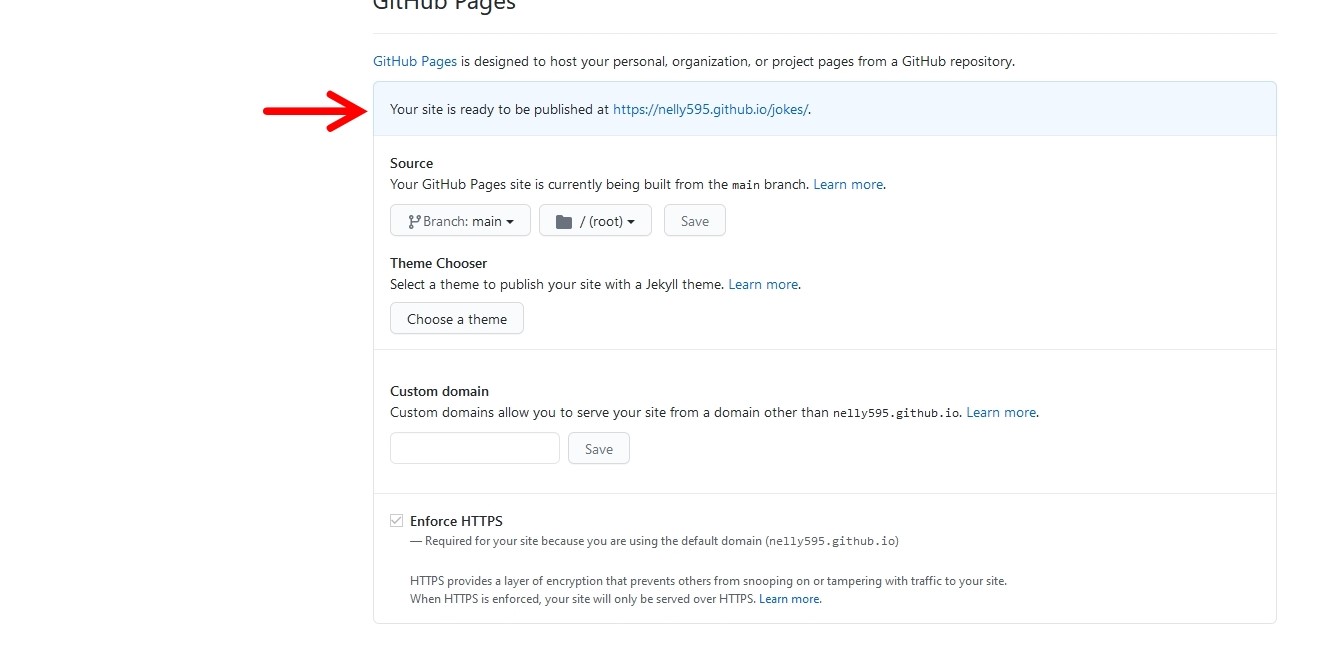 GitHub Pages
GitHub Pages is designed to host your personal, organization, or project pages from a GitHub repository.
Your site is ready to be published at https://nelly595.github.io/jokes/.
Source
Your GitHub Pages site is currently being built from the main branch. Learn more.
Branch: main / (root) Save
Theme Chooser
Select a theme to publish your site with a Jekyll theme. Learn more.
Choose a theme
Custom domain
Custom domains allow you to serve your site from a domain other than nelly595.github.io. Learn more.
Save
Enforce HTTPS
— Required for your site because you are using the default domain (nelly595.github.io)
HTTPS provides a layer of encryption that prevents others from snooping on or tampering with traffic to your site.
When HTTPS is enforced, your site will only be served over HTTPS. Learn more.